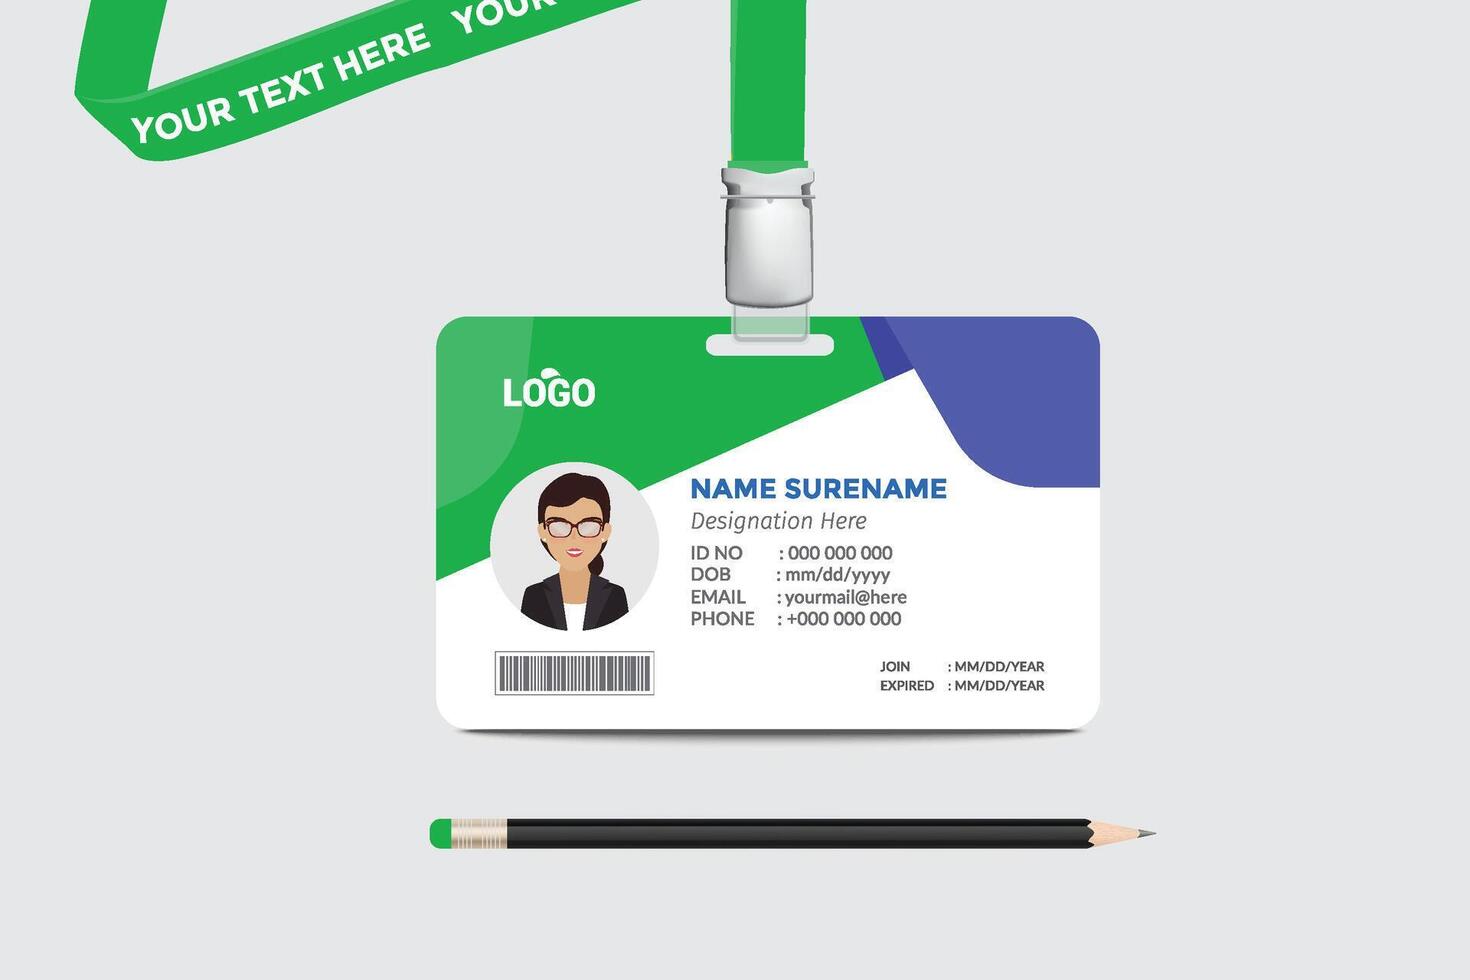 YOUR TEXT HERE YOUR
LOGO
NAME SURENAME
Designation Here
ID NO : 000 000 000
DOB : mm/dd/yyyy
EMAIL : yourmail@here
PHONE : +000 000 000
JOIN : MM/DD/YEAR
EXPIRED : MM/DD/YEAR